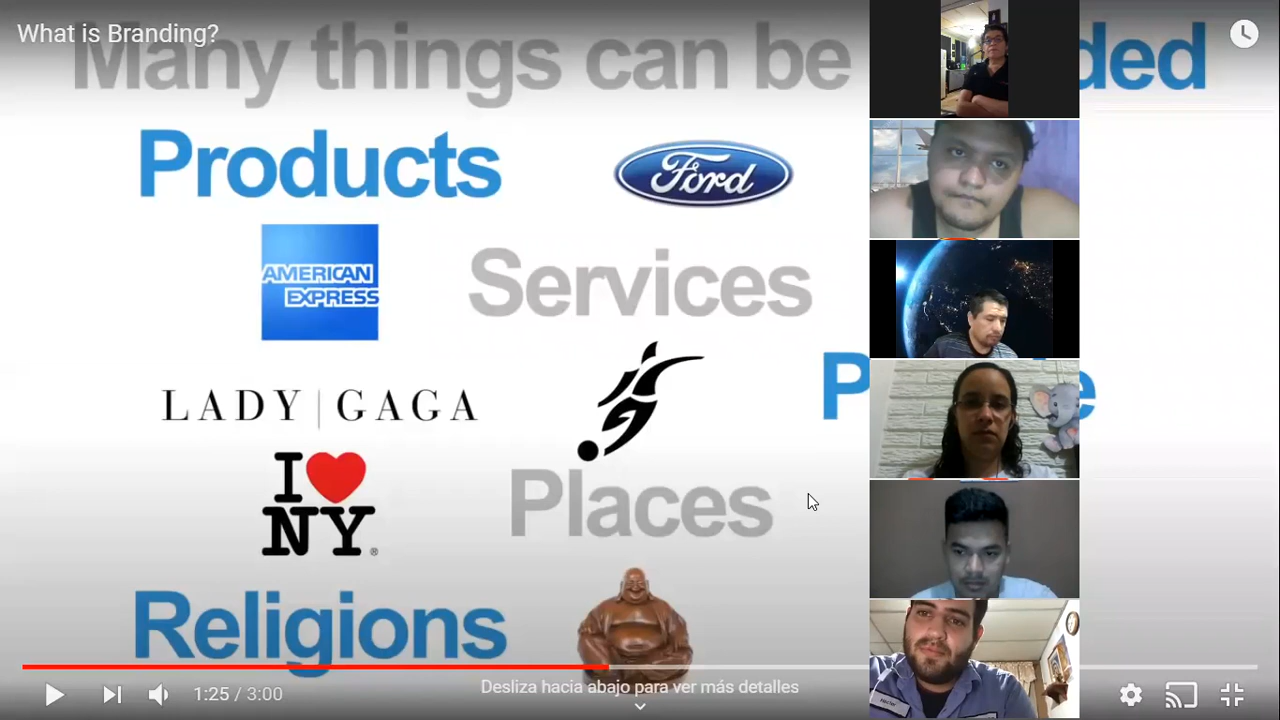 What is Branding?
Many things can be ded
Products
Ford
AMERICAN
EXPRESS
Services
P e
LADY | GAGA
I ♥
NY®
Places
Religions
1:25 / 3:00
Desliza hacia abajo para ver más detalles